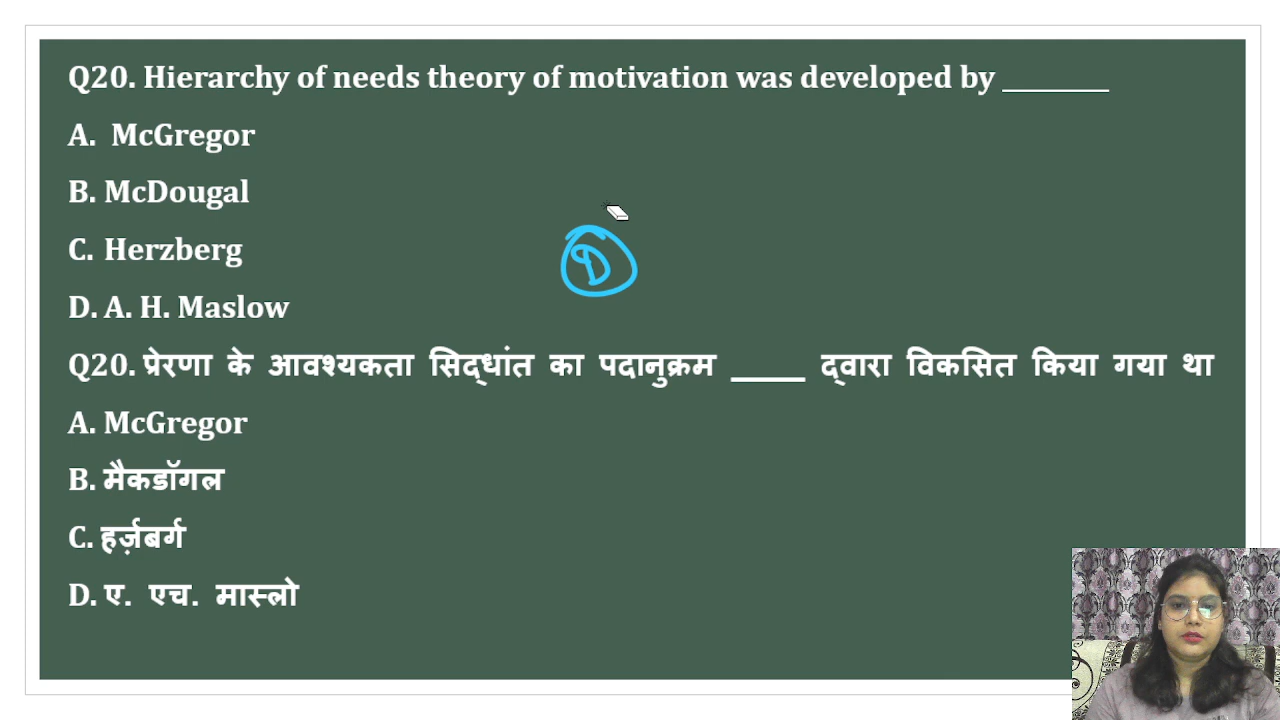 Q20. Hierarchy of needs theory of motivation was developed by _________
A. McGregor
B. McDougal
C. Herzberg
D
D. A. H. Maslow
Q20. प्रेरणा के आवश्यकता सिद्धांत का पदानुक्रम _____ द्वारा विकसित किया गया था
A. McGregor
B. मैकडॉगल
C. हर्ज़बर्ग
D. ए. एच. मास्लो